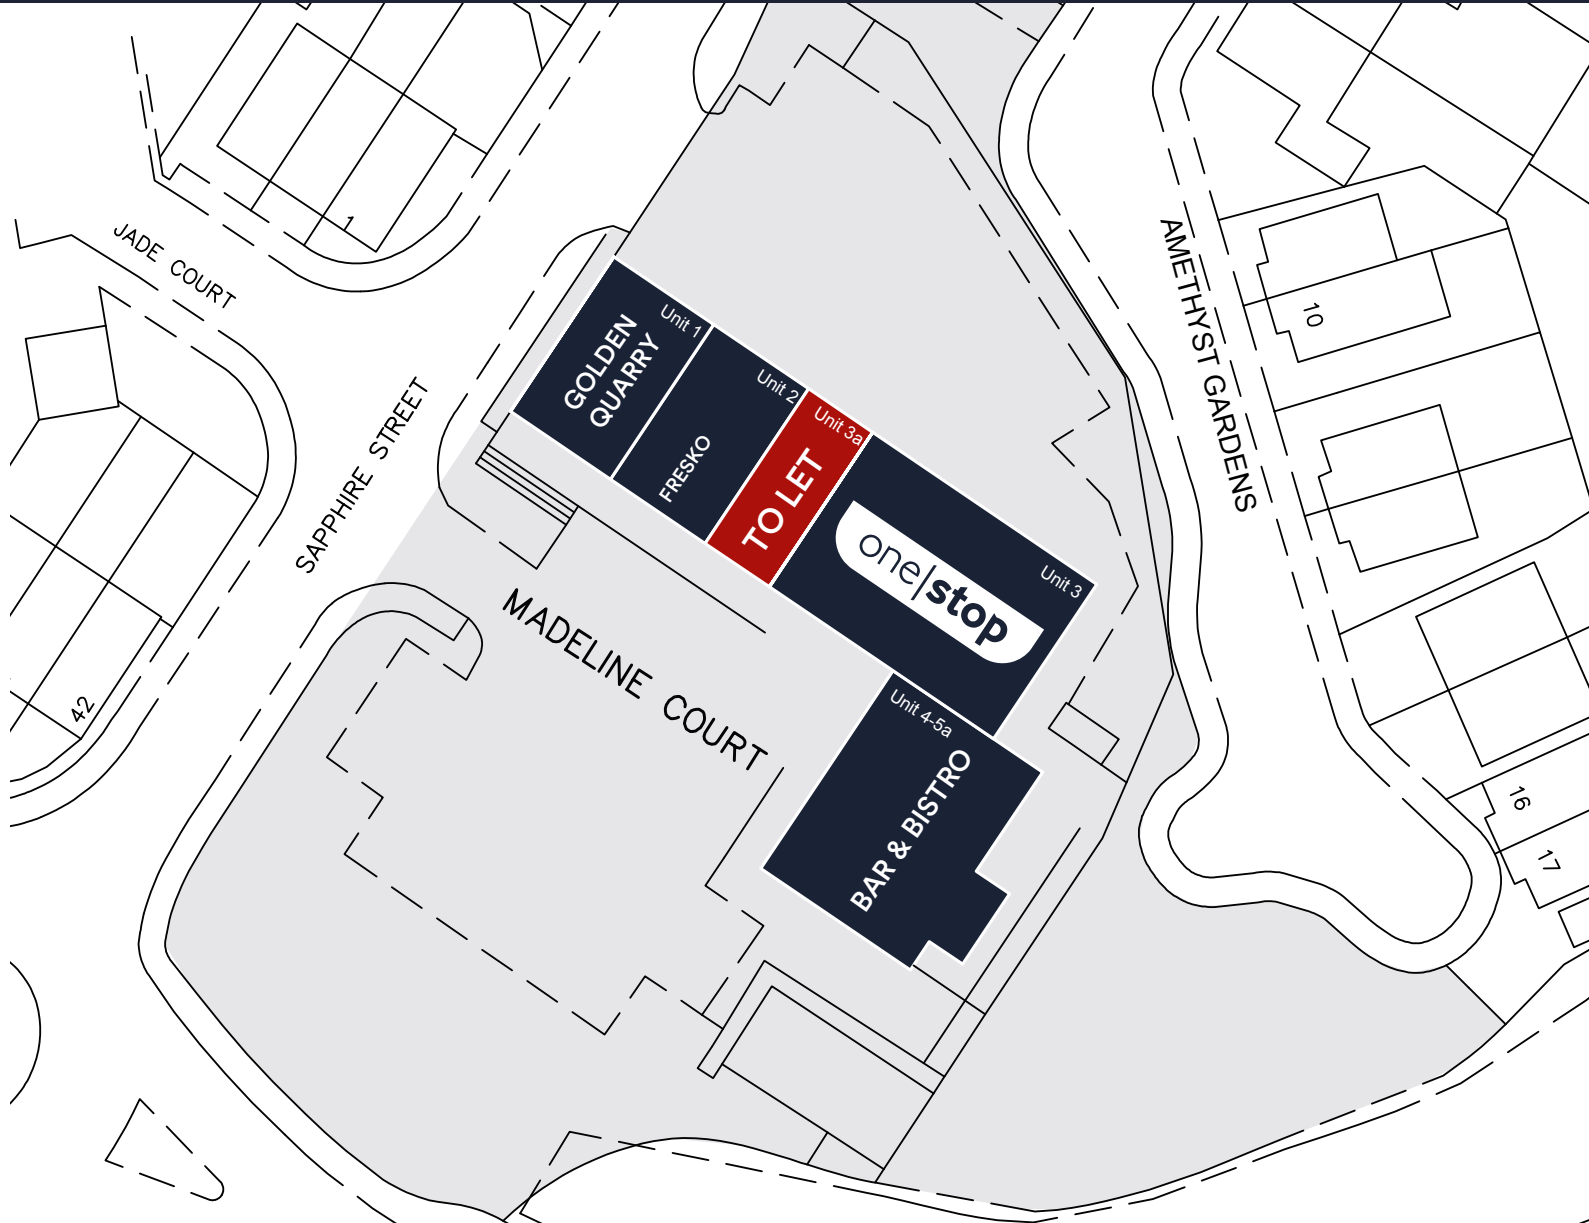 1
JADE COURT
SAPPHIRE STREET
42
Unit 1
GOLDEN
QUARRY
Unit 2
FRESKO
Unit 3a
TO LET
Unit 3
one|stop
Unit 4-5a
BAR & BISTRO
MADELINE COURT
AMETHYST GARDENS
10
16
17